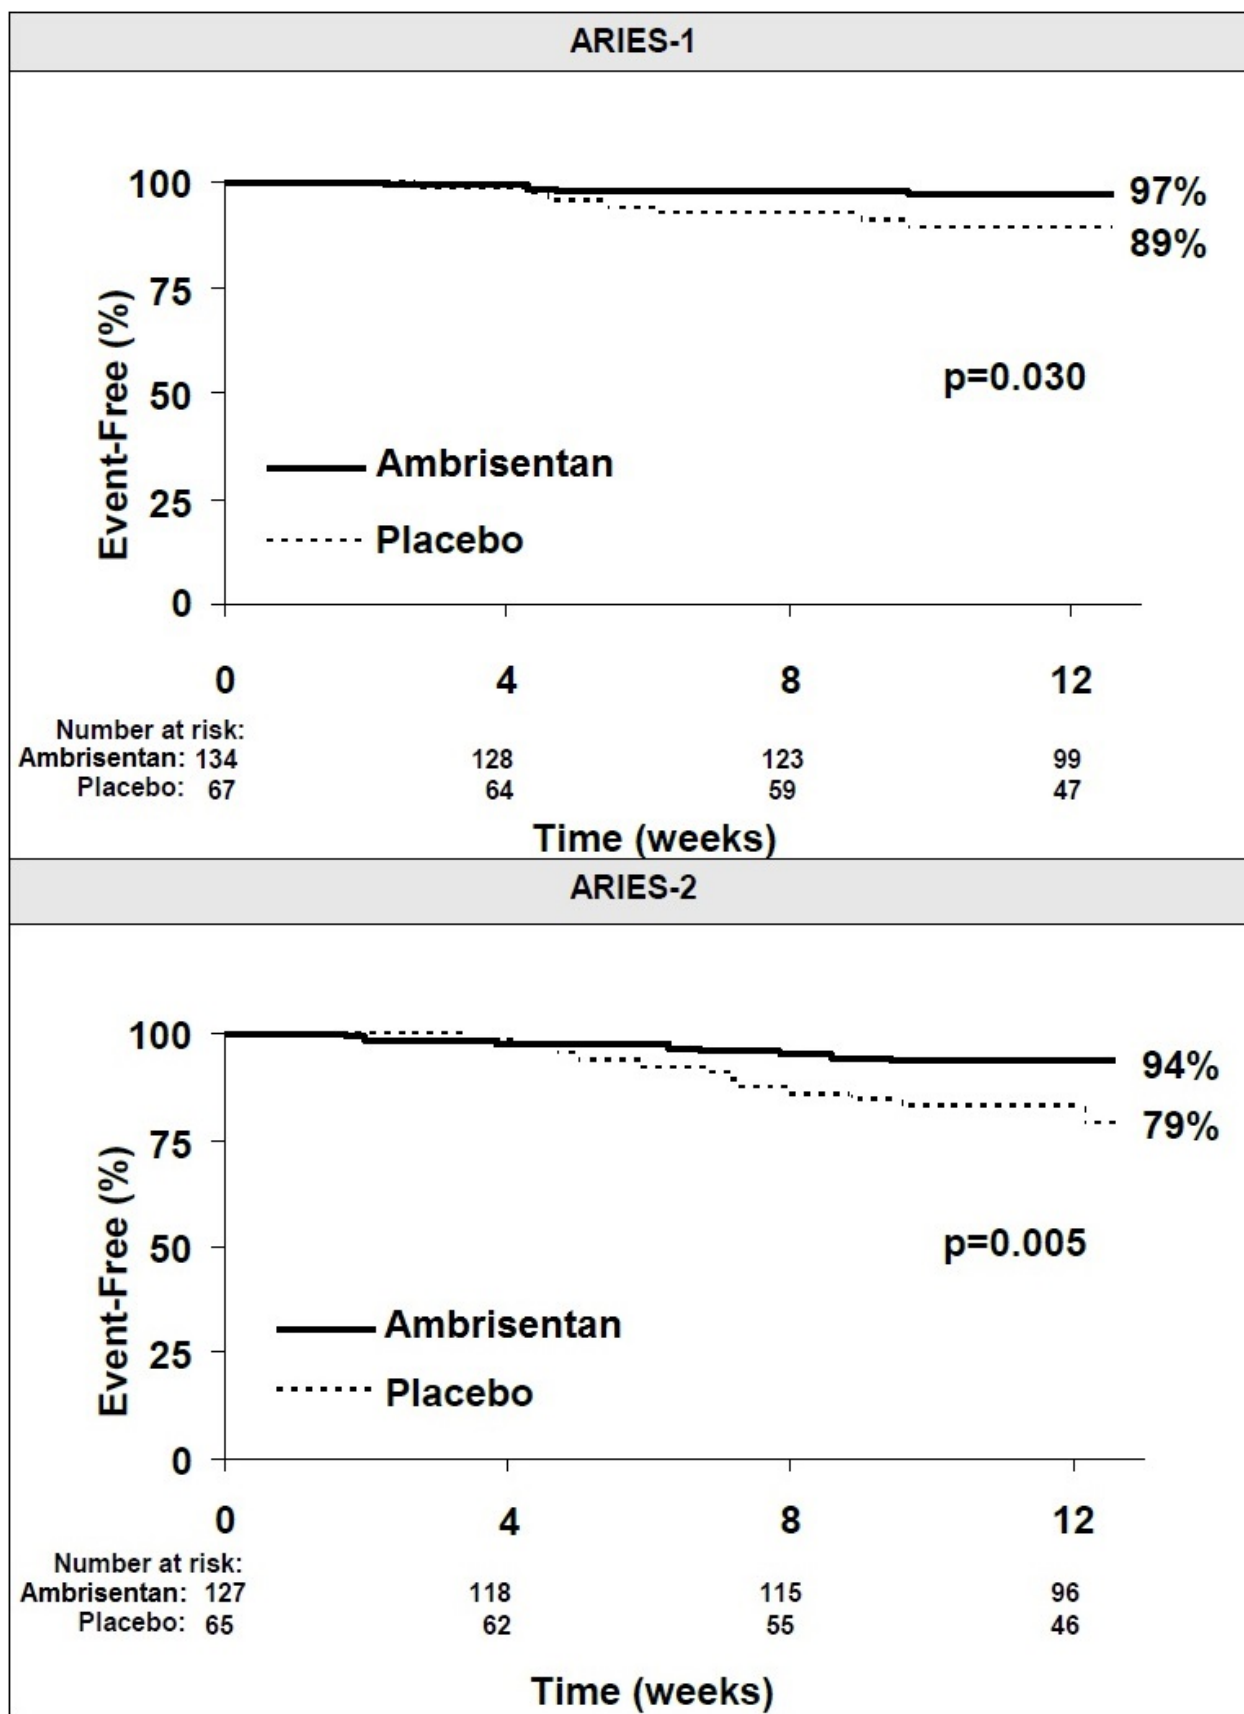 ARIES-1
100
97%
89%
75
Event-Free (%)
p=0.030
50
Ambrisentan
25
Placebo
0
0 4 8 12
Number at risk:
Ambrisentan: 134 128 123 99
Placebo: 67 64 59 47
Time (weeks)
ARIES-2
100
94%
79%
75
Event-Free (%)
p=0.005
50
Ambrisentan
25
Placebo
0
0 4 8 12
Number at risk:
Ambrisentan: 127 118 115 96
Placebo: 65 62 55 46
Time (weeks)